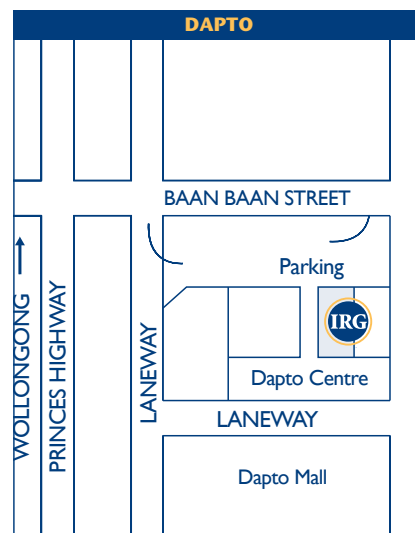 DAPTO
BAAN BAAN STREET
Parking
IRG
WOLLONGONG
PRINCES HIGHWAY
LANEWAY
Dapto Centre
LANEWAY
Dapto Mall